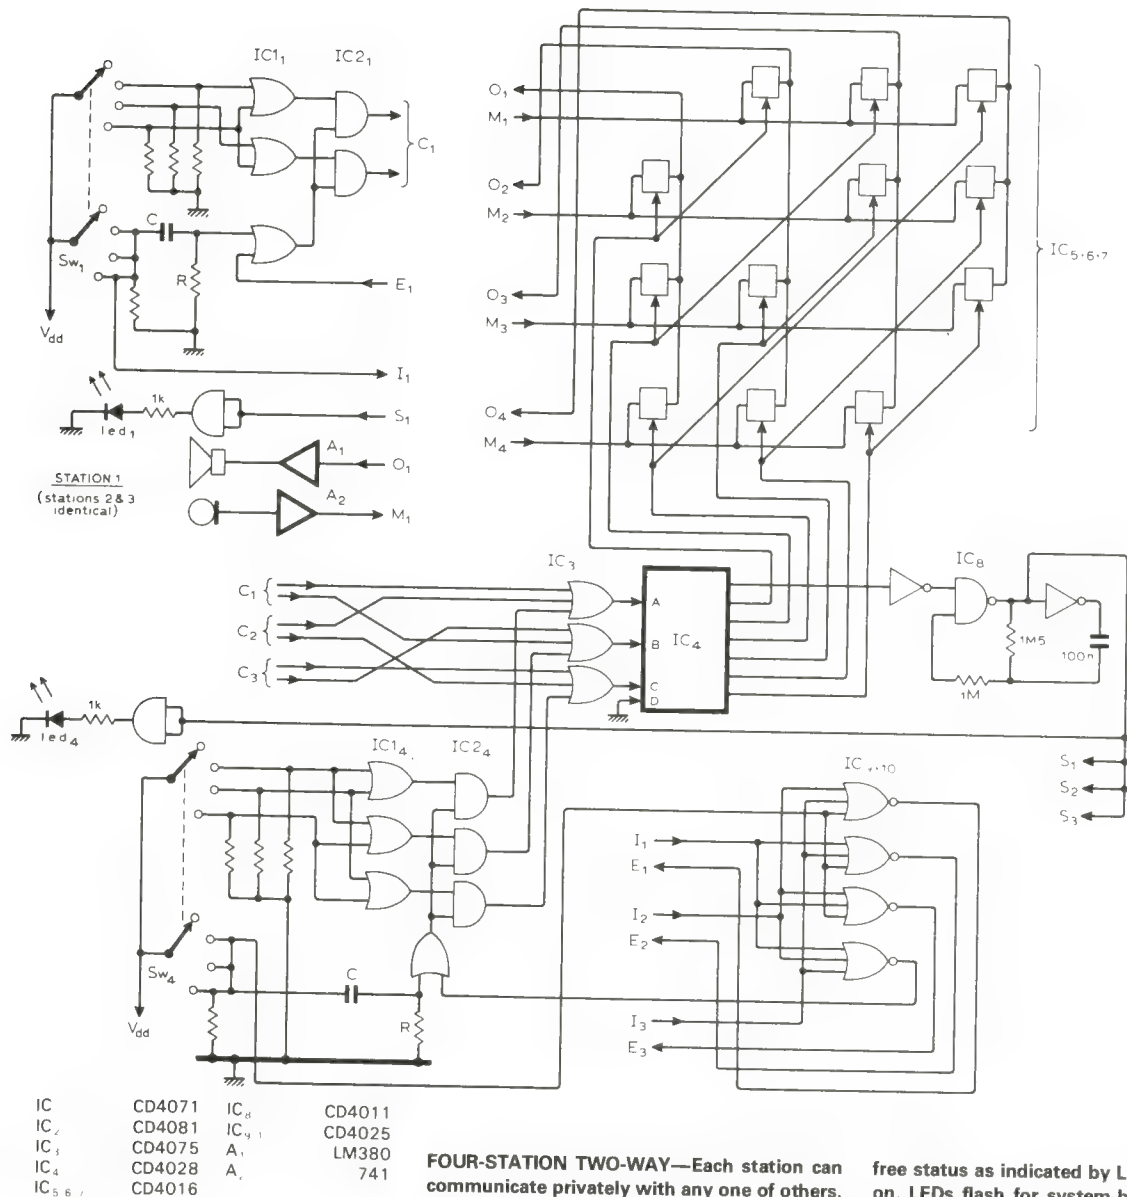 IC1₁ IC2₁
C₁
C
Sw₁
R
E₁
V_dd
I₁
1k
led₁
S₁
A₁
O₁
STATION 1
(stations 2 & 3
identical)
A₂
M₁
O₁
M₁
O₂
M₂
O₃
M₃
O₄
M₄
IC₅,₆,₇
IC₃
C₁
C₂
C₃
A
B
C
D
IC₄
IC₈
1M5
100n
1M
1k
led₄
IC1₄ IC2₄
S₁
S₂
S₃
I₁
E₁
I₂
E₂
I₃
E₃
Sw₄
C
R
V_dd
IC CD4071
IC₂ CD4081
IC₃ CD4075
IC₄ CD4028
IC₅ ₆ CD4016
IC₈ CD4011
IC₉ CD4025
A₁ LM380
A 741
FOUR-STATION TWO-WAY—Each station can
communicate privately with any one of others.
free status as indicated by L
on. LEDs flash for system b